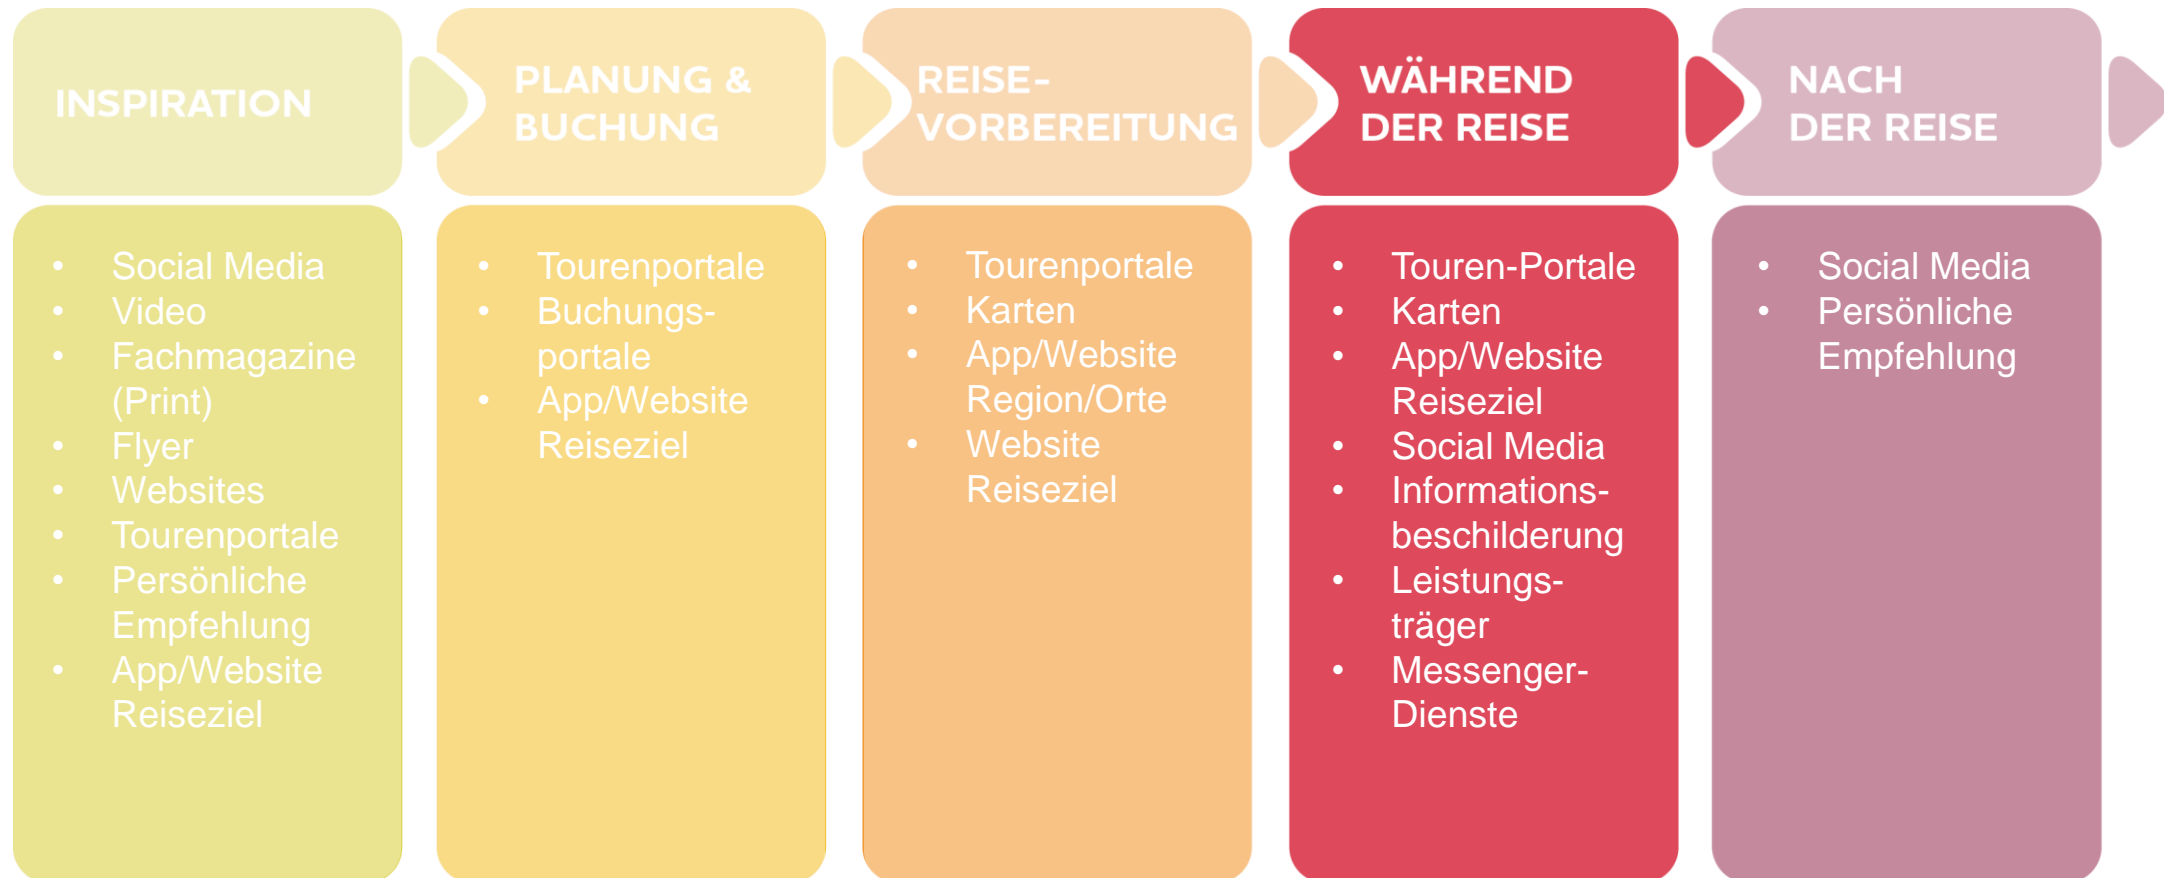 INSPIRATION
• Social Media
• Video
• Fachmagazine
(Print)
• Flyer
• Websites
• Tourenportale
• Persönliche
Empfehlung
• App/Website
Reiseziel
PLANUNG &
BUCHUNG
• Tourenportale
• Buchungs-
portale
• App/Website
Reiseziel
REISE-
VORBEREITUNG
• Tourenportale
• Karten
• App/Website
Region/Orte
• Website
Reiseziel
WÄHREND
DER REISE
• Touren-Portale
• Karten
• App/Website
Reiseziel
• Social Media
• Informations-
beschilderung
• Leistungs-
träger
• Messenger-
Dienste
NACH
DER REISE
• Social Media
• Persönliche
Empfehlung